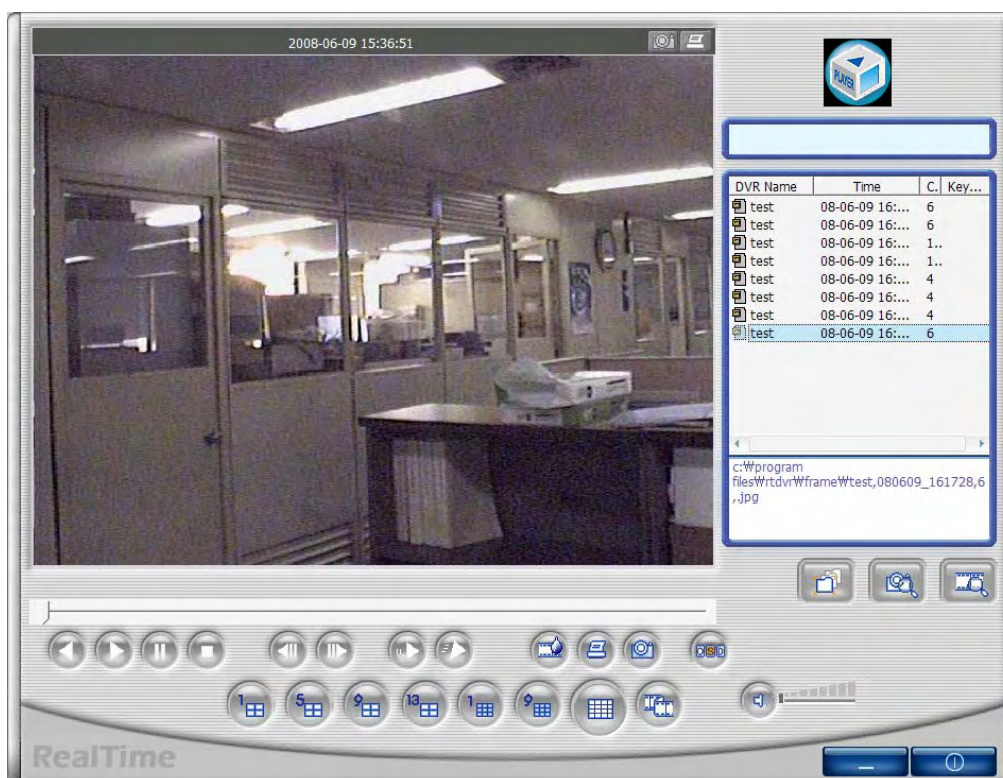 2008-06-09 15:36:51
PLAYER
DVR Name Time C. Key...
test 08-06-09 16:... 6
test 08-06-09 16:... 6
test 08-06-09 16:... 1..
test 08-06-09 16:... 1..
test 08-06-09 16:... 4
test 08-06-09 16:... 4
test 08-06-09 16:... 4
test 08-06-09 16:... 6
c:₩program
files₩rtdvr₩frame₩test,080609_161728,6
,.jpg
DSD
1 5 9 13 1 9
RealTime